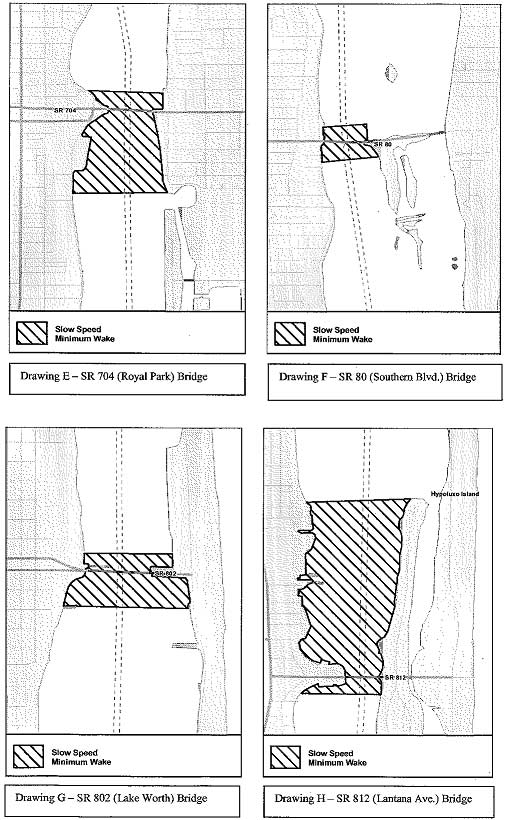 SR 704
Slow Speed
Minimum Wake
Drawing E – SR 704 (Royal Park) Bridge
SR 80
Slow Speed
Minimum Wake
Drawing F – SR 80 (Southern Blvd.) Bridge
SR 802
Slow Speed
Minimum Wake
Drawing G – SR 802 (Lake Worth) Bridge
Hypoluxo Island
SR 812
Slow Speed
Minimum Wake
Drawing H – SR 812 (Lantana Ave.) Bridge